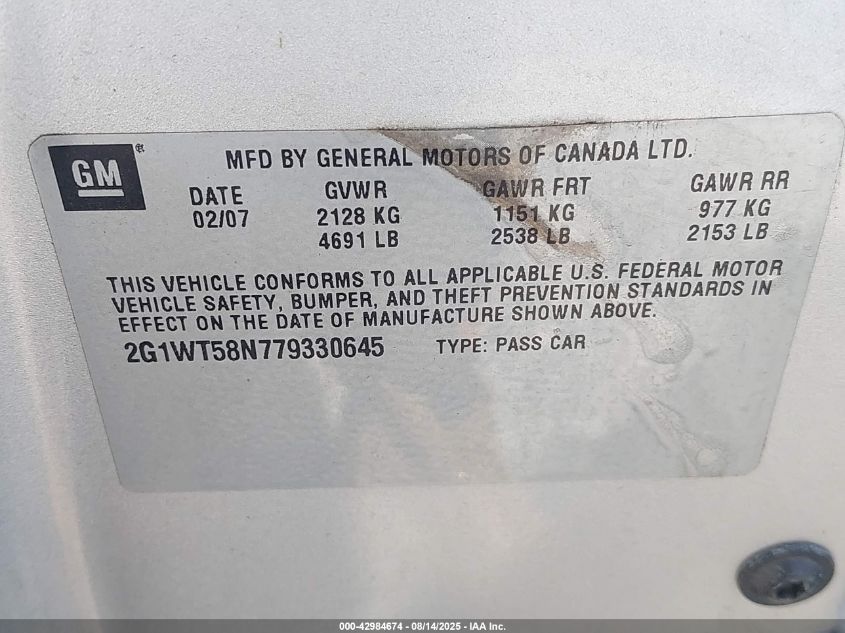 GM®
MFD BY GENERAL MOTORS OF CANADA LTD.
DATE GVWR GAWR FRT GAWR RR
02/07 2128 KG 1151 KG 977 KG
4691 LB 2538 LB 2153 LB
THIS VEHICLE CONFORMS TO ALL APPLICABLE U.S. FEDERAL MOTOR
VEHICLE SAFETY, BUMPER, AND THEFT PREVENTION STANDARDS IN
EFFECT ON THE DATE OF MANUFACTURE SHOWN ABOVE.
2G1WT58N779330645 TYPE: PASS CAR
000-42984674 - 08/14/2025 - IAA Inc.